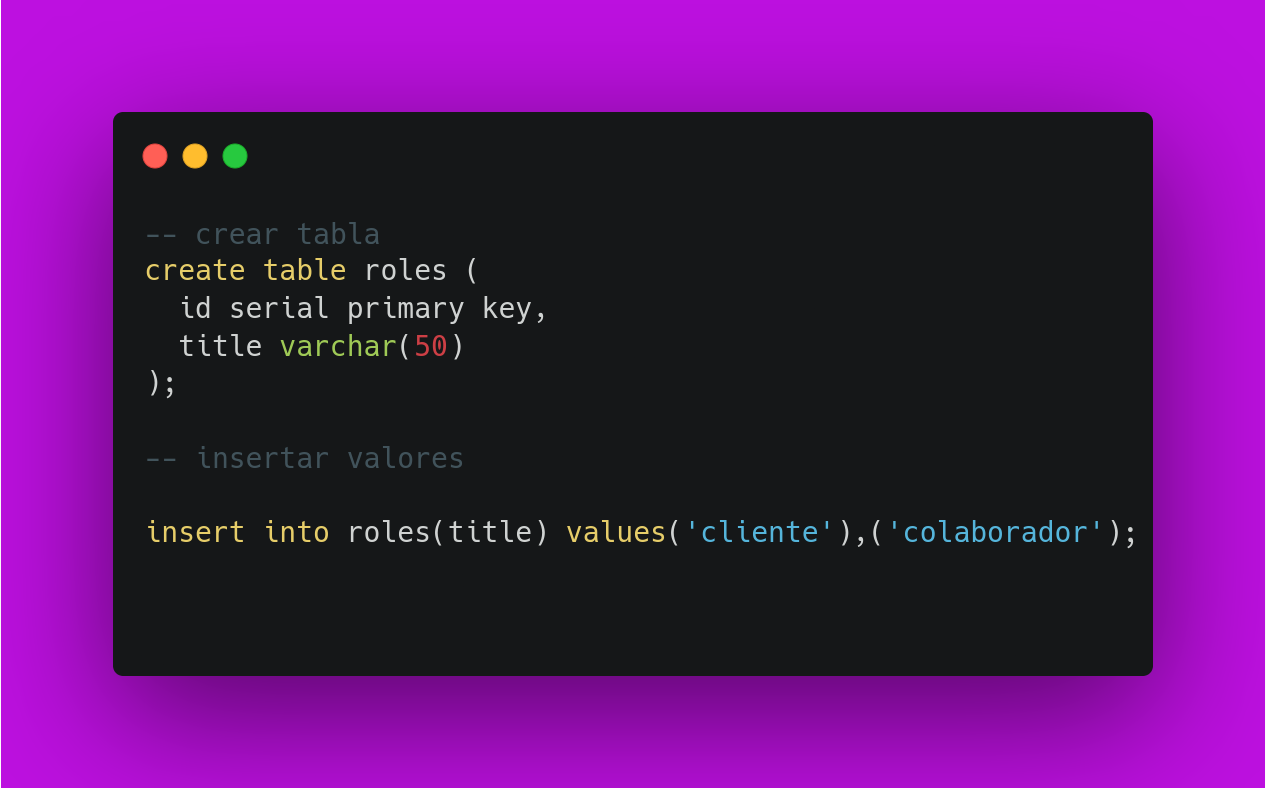 -- crear tabla
create table roles (
  id serial primary key,
  title varchar(50)
);
-- insertar valores
insert into roles(title) values('cliente'),('colaborador');